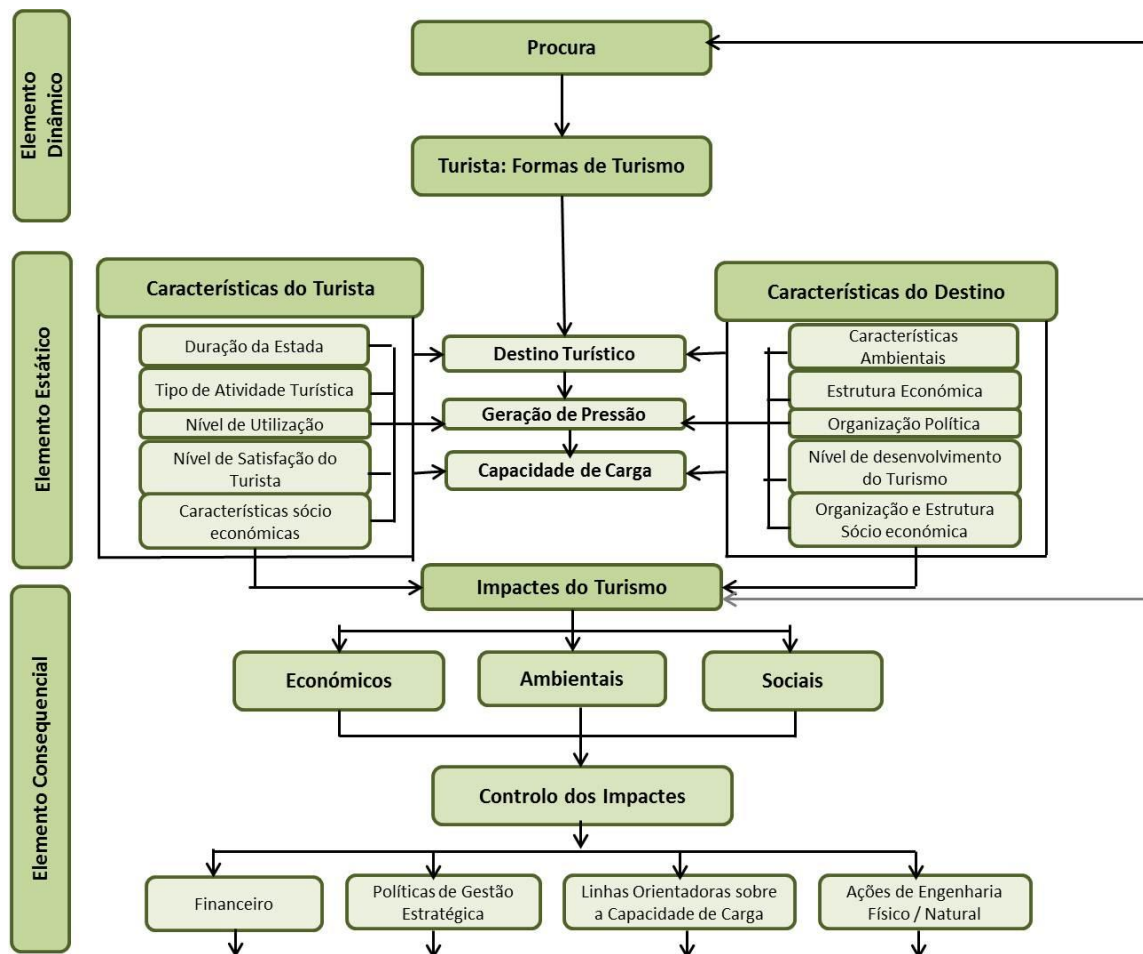 Elemento
Dinâmico
Procura
Turista: Formas de Turismo
Elemento Estático
Características do Turista
Duração da Estada
Tipo de Atividade Turística
Nível de Utilização
Nível de Satisfação do
Turista
Características sócio
económicas
Destino Turístico
Geração de Pressão
Capacidade de Carga
Características do Destino
Características
Ambientais
Estrutura Económica
Organização Política
Nível de desenvolvimento
do Turismo
Organização e Estrutura
Sócio económica
Elemento Consequencial
Impactes do Turismo
Económicos
Ambientais
Sociais
Controlo dos Impactes
Financeiro
Políticas de Gestão
Estratégica
Linhas Orientadoras sobre
a Capacidade de Carga
Ações de Engenharia
Físico / Natural